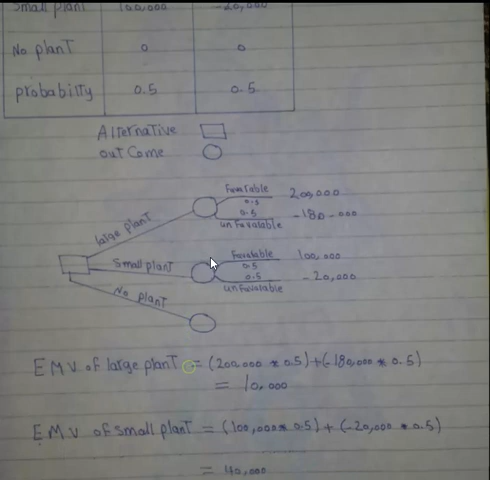 Small plant 100,000 -20,000
No plant 0 0
probabilty 0.5 0.5
Alternative
out Come
large plant
Favorable 200,000
0.5
0.5 -180,000
unFavorable
Small plant
Favorable 100,000
0.5
0.5 -20,000
unFavorable
No plant
EMV of large plant = (200,000 * 0.5) + (-180,000 * 0.5)
= 10,000
EMV of small plant = (100,000 * 0.5) + (-20,000 * 0.5)
= 40,000